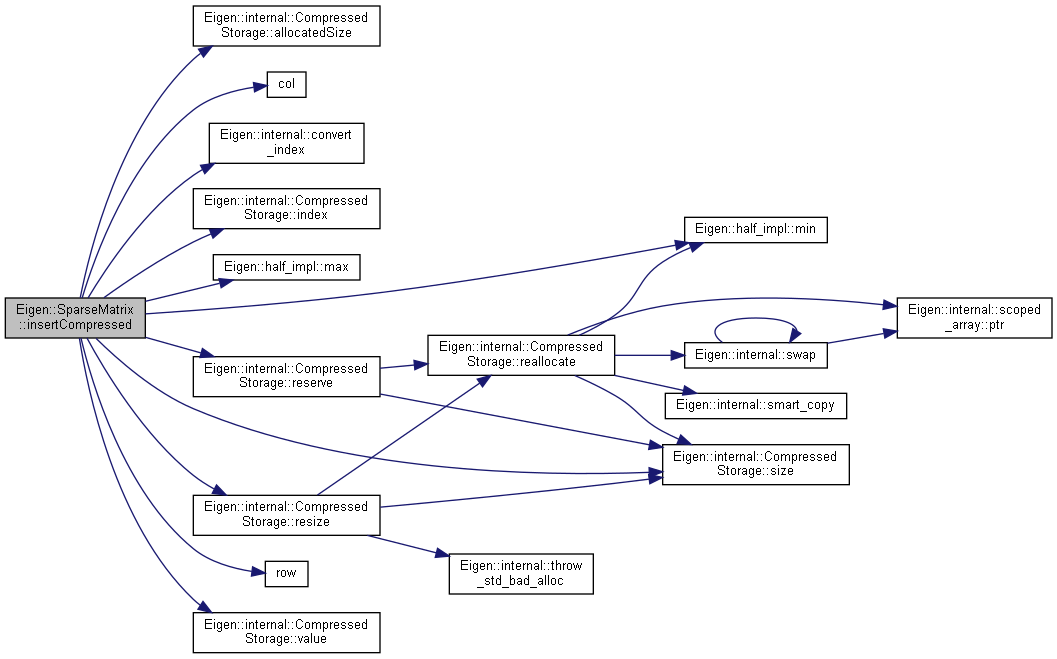 Eigen::internal::Compressed
Storage::allocatedSize
col
Eigen::internal::convert
_index
Eigen::internal::Compressed
Storage::index
Eigen::half_impl::max
Eigen::SparseMatrix
::insertCompressed
Eigen::internal::Compressed
Storage::reserve
Eigen::internal::Compressed
Storage::resize
row
Eigen::internal::Compressed
Storage::value
Eigen::internal::Compressed
Storage::reallocate
Eigen::internal::throw
_std_bad_alloc
Eigen::half_impl::min
Eigen::internal::swap
Eigen::internal::smart_copy
Eigen::internal::Compressed
Storage::size
Eigen::internal::scoped
_array::ptr